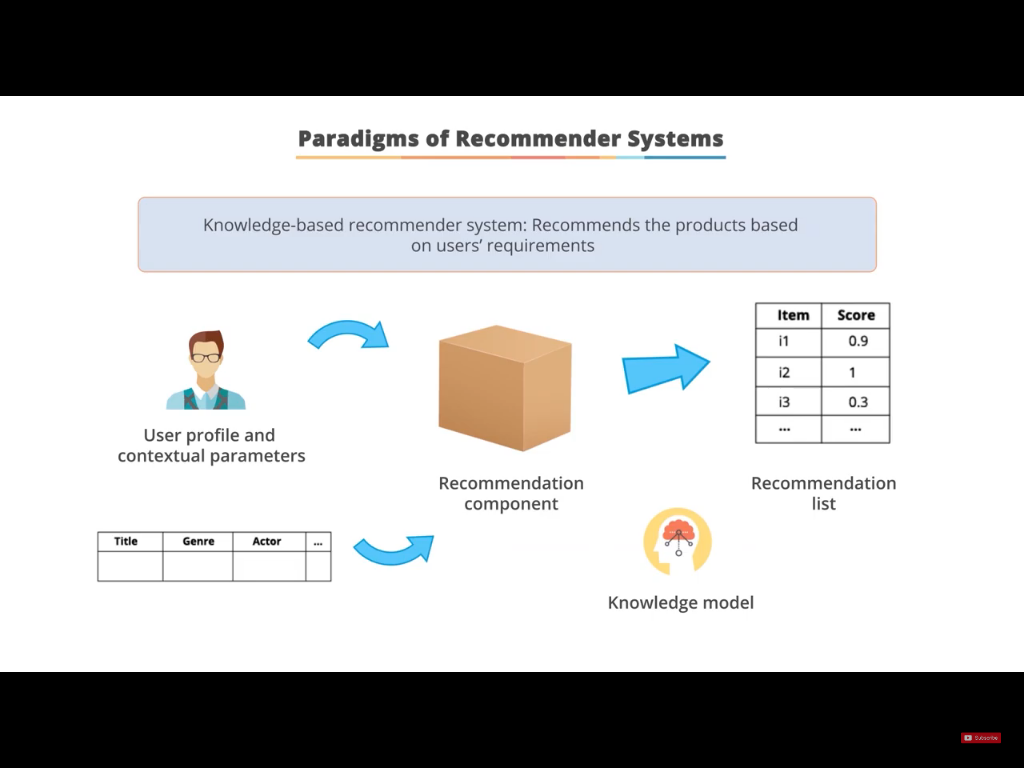 Paradigms of Recommender Systems
Knowledge-based recommender system: Recommends the products based
on users’ requirements
Item Score
i1 0.9
i2 1
i3 0.3
... ...
User profile and
contextual parameters
Recommendation
component
Recommendation
list
Title Genre Actor ...
Knowledge model
Subscribe